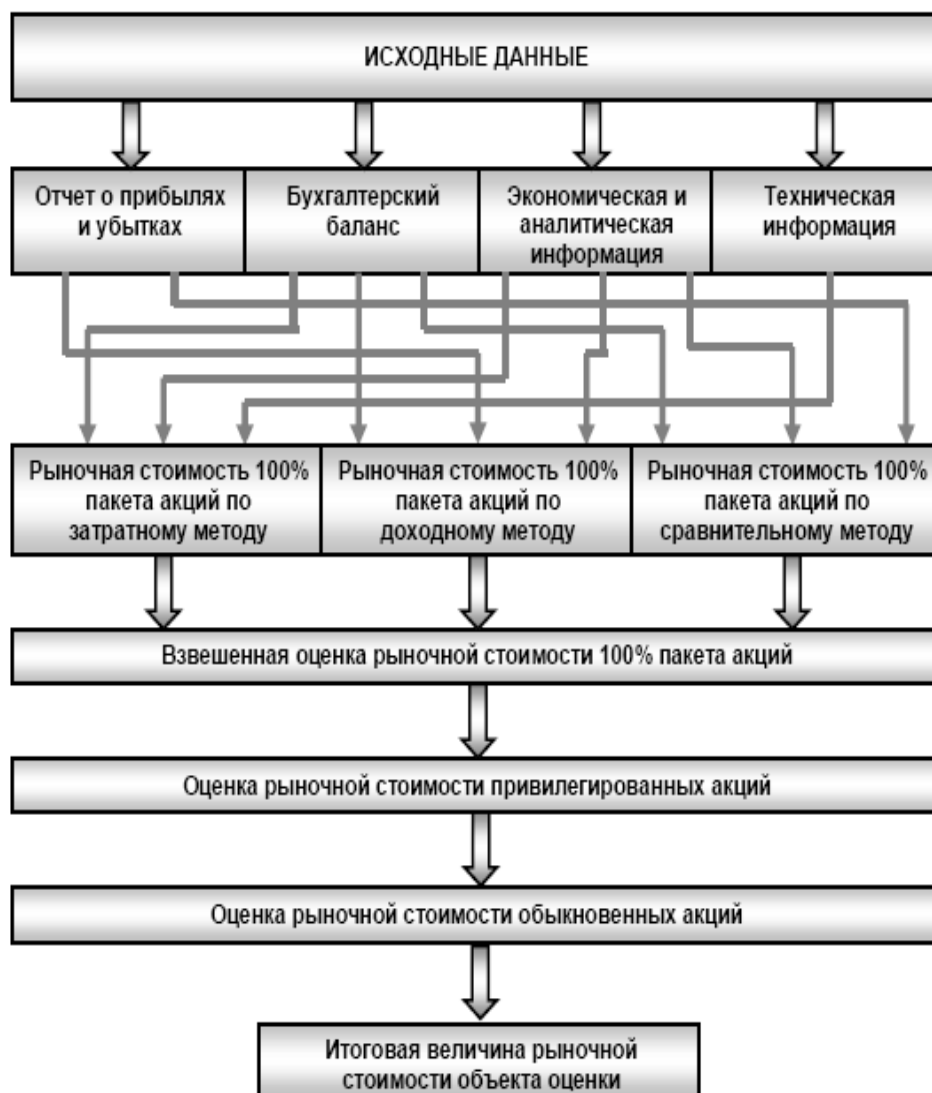 ИСХОДНЫЕ ДАННЫЕ
Отчет о прибылях
и убытках
Бухгалтерский
баланс
Экономическая и
аналитическая
информация
Техническая
информация
Рыночная стоимость 100%
пакета акций по
затратному методу
Рыночная стоимость 100%
пакета акций по
доходному методу
Рыночная стоимость 100%
пакета акций по
сравнительному методу
Взвешенная оценка рыночной стоимости 100% пакета акций
Оценка рыночной стоимости привилегированных акций
Оценка рыночной стоимости обыкновенных акций
Итоговая величина рыночной
стоимости объекта оценки